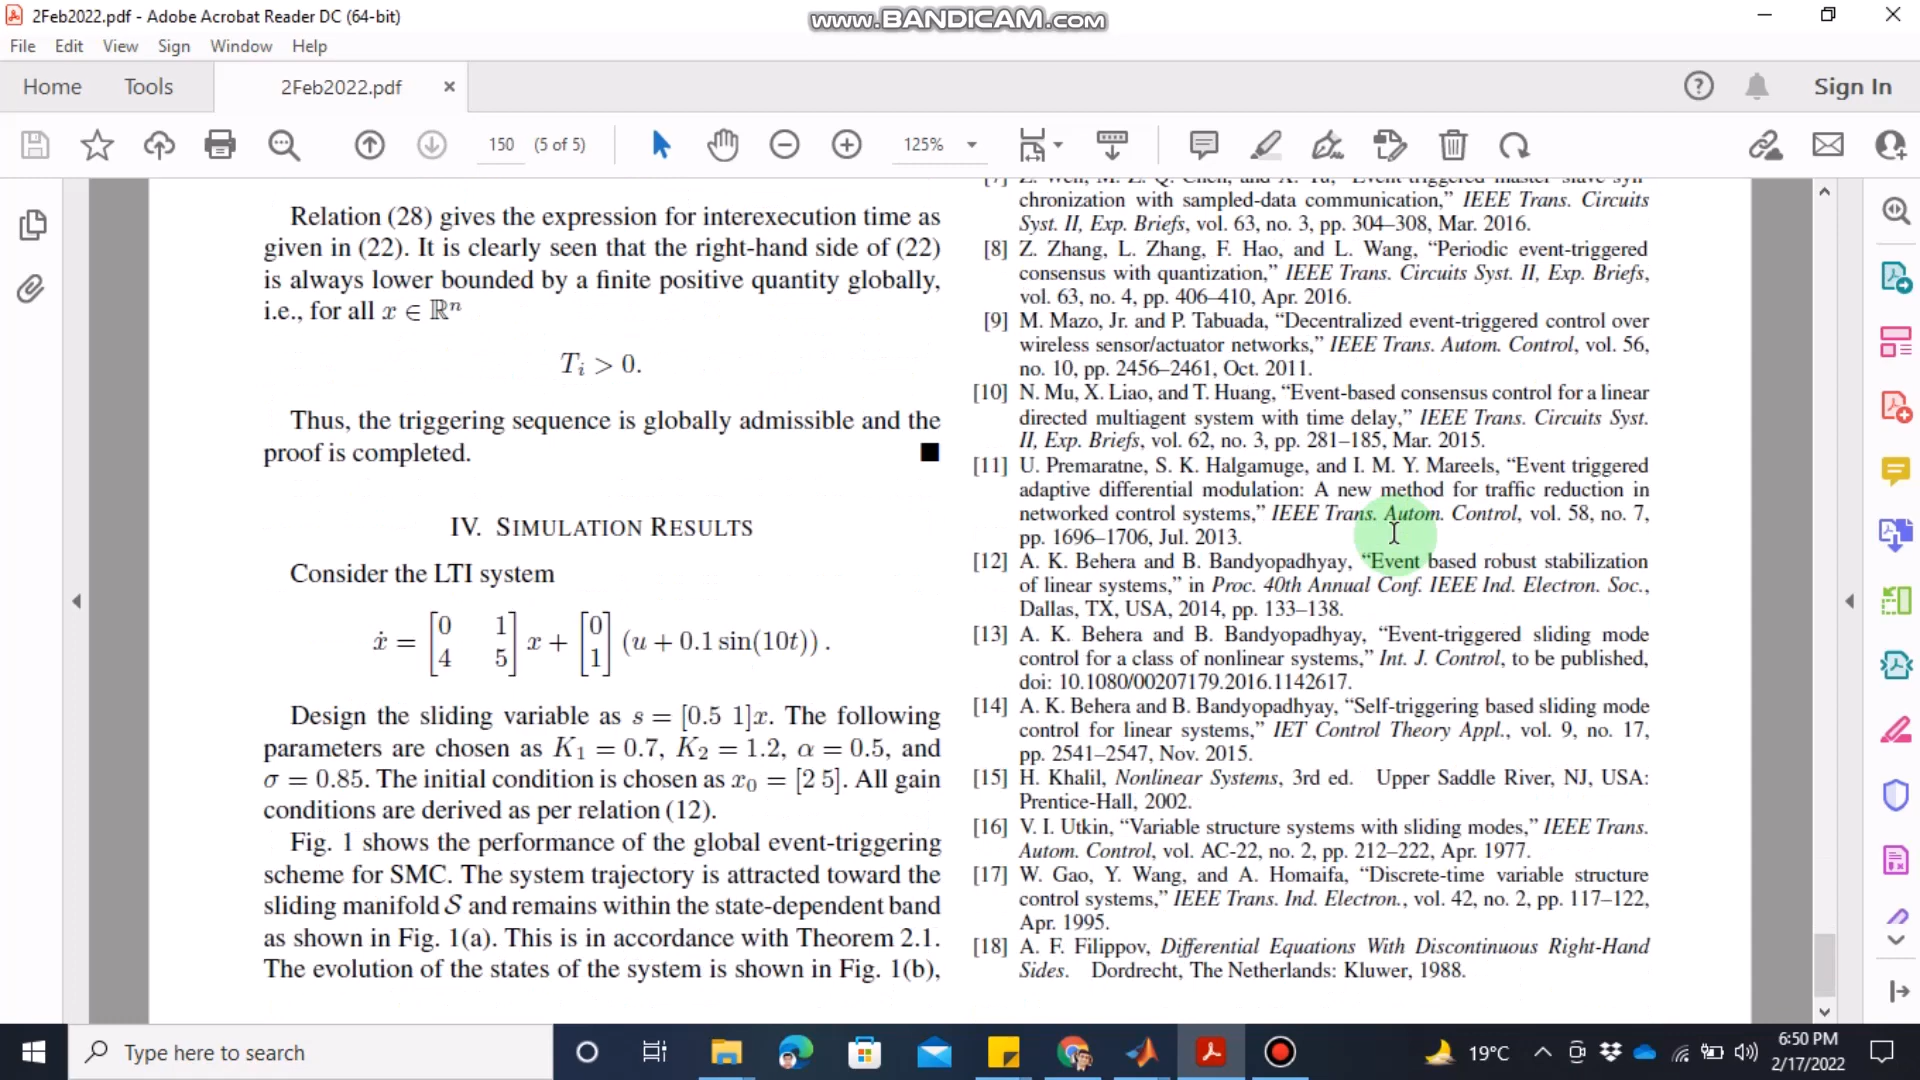 2Feb2022.pdf - Adobe Acrobat Reader DC (64-bit)
www.BANDICAM.com
File Edit View Sign Window Help
Home Tools 2Feb2022.pdf Sign In
150 (5 of 5) 125%
Relation (28) gives the expression for interexecution time as
given in (22). It is clearly seen that the right-hand side of (22)
is always lower bounded by a finite positive quantity globally,
i.e., for all x ∈ ℝⁿ
Tᵢ > 0.
Thus, the triggering sequence is globally admissible and the
proof is completed. ■
IV. SIMULATION RESULTS
Consider the LTI system
ẋ = [0 1; 4 5] x + [0; 1] (u + 0.1 sin(10t)).
Design the sliding variable as s = [0.5 1]x. The following
parameters are chosen as K₁ = 0.7, K₂ = 1.2, α = 0.5, and
σ = 0.85. The initial condition is chosen as x₀ = [2 5]. All gain
conditions are derived as per relation (12).
Fig. 1 shows the performance of the global event-triggering
scheme for SMC. The system trajectory is attracted toward the
sliding manifold S and remains within the state-dependent band
as shown in Fig. 1(a). This is in accordance with Theorem 2.1.
The evolution of the states of the system is shown in Fig. 1(b),
chronization with sampled-data communication,” IEEE Trans. Circuits
Syst. II, Exp. Briefs, vol. 63, no. 3, pp. 304–308, Mar. 2016.
[8] Z. Zhang, L. Zhang, F. Hao, and L. Wang, “Periodic event-triggered
consensus with quantization,” IEEE Trans. Circuits Syst. II, Exp. Briefs,
vol. 63, no. 4, pp. 406–410, Apr. 2016.
[9] M. Mazo, Jr. and P. Tabuada, “Decentralized event-triggered control over
wireless sensor/actuator networks,” IEEE Trans. Autom. Control, vol. 56,
no. 10, pp. 2456–2461, Oct. 2011.
[10] N. Mu, X. Liao, and T. Huang, “Event-based consensus control for a linear
directed multiagent system with time delay,” IEEE Trans. Circuits Syst.
II, Exp. Briefs, vol. 62, no. 3, pp. 281–185, Mar. 2015.
[11] U. Premaratne, S. K. Halgamuge, and I. M. Y. Mareels, “Event triggered
adaptive differential modulation: A new method for traffic reduction in
networked control systems,” IEEE Trans. Autom. Control, vol. 58, no. 7,
pp. 1696–1706, Jul. 2013.
[12] A. K. Behera and B. Bandyopadhyay, “Event based robust stabilization
of linear systems,” in Proc. 40th Annual Conf. IEEE Ind. Electron. Soc.,
Dallas, TX, USA, 2014, pp. 133–138.
[13] A. K. Behera and B. Bandyopadhyay, “Event-triggered sliding mode
control for a class of nonlinear systems,” Int. J. Control, to be published,
doi: 10.1080/00207179.2016.1142617.
[14] A. K. Behera and B. Bandyopadhyay, “Self-triggering based sliding mode
control for linear systems,” IET Control Theory Appl., vol. 9, no. 17,
pp. 2541–2547, Nov. 2015.
[15] H. Khalil, Nonlinear Systems, 3rd ed. Upper Saddle River, NJ, USA:
Prentice-Hall, 2002.
[16] V. I. Utkin, “Variable structure systems with sliding modes,” IEEE Trans.
Autom. Control, vol. AC-22, no. 2, pp. 212–222, Apr. 1977.
[17] W. Gao, Y. Wang, and A. Homaifa, “Discrete-time variable structure
control systems,” IEEE Trans. Ind. Electron., vol. 42, no. 2, pp. 117–122,
Apr. 1995.
[18] A. F. Filippov, Differential Equations With Discontinuous Right-Hand
Sides. Dordrecht, The Netherlands: Kluwer, 1988.
Type here to search
19°C
6:50 PM
2/17/2022